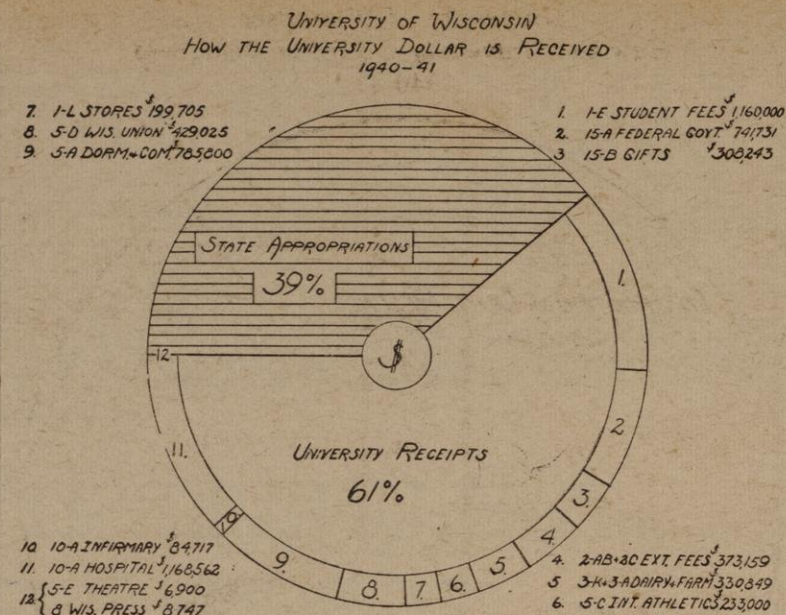 UNIVERSITY OF WISCONSIN
HOW THE UNIVERSITY DOLLAR IS RECEIVED
1940-41
7. 1-L STORES $199,705
8. 5-D WIS. UNION $429,025
9. 5-A DORM. & COM. $785,800
1. 1-E STUDENT FEES $1,160,000
2. 15-A FEDERAL GOVT. $741,731
3 15-B GIFTS $308,243
STATE APPROPRIATIONS
39%
1.
$
12
2
11.
UNIVERSITY RECEIPTS
61%
3.
10
4.
9.
5
8.
7.
6.
10 10-A INFIRMARY $84,717
11. 10-A HOSPITAL $1,168,562
12 { 5-E THEATRE $6,900
8 WIS. PRESS $8,747
4. 2-AB+2C EXT. FEES $373,159
5 3-K+3-A DAIRY+FARM $330,849
6. 5-C INT. ATHLETICS $233,000